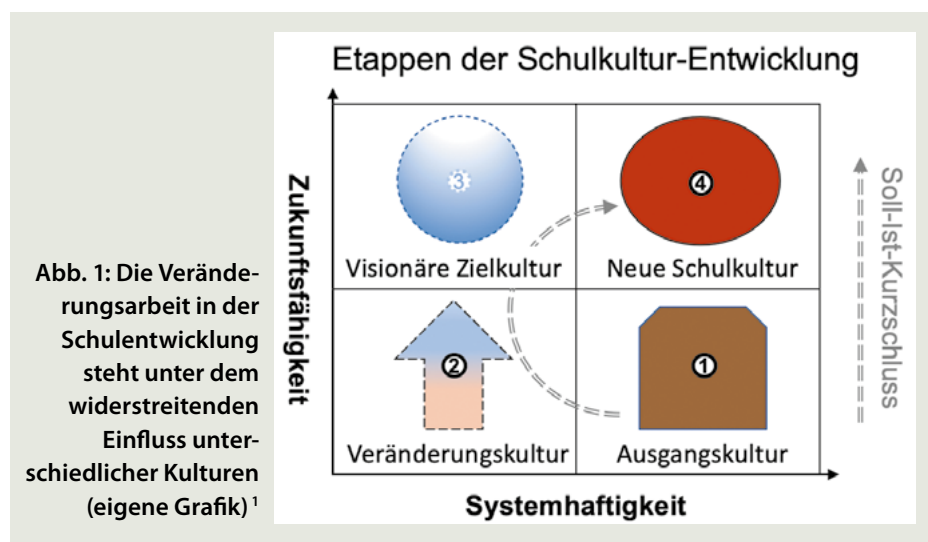 Etappen der Schulkultur-Entwicklung
Zukunftsfähigkeit
3
Visionäre Zielkultur
4
Neue Schulkultur
2
Veränderungskultur
1
Ausgangskultur
Systemhaftigkeit
Soll-Ist-Kurzschluss
Abb. 1: Die Verände-
rungsarbeit in der
Schulentwicklung
steht unter dem
widerstreitenden
Einfluss unter-
schiedlicher Kulturen
(eigene Grafik) 1